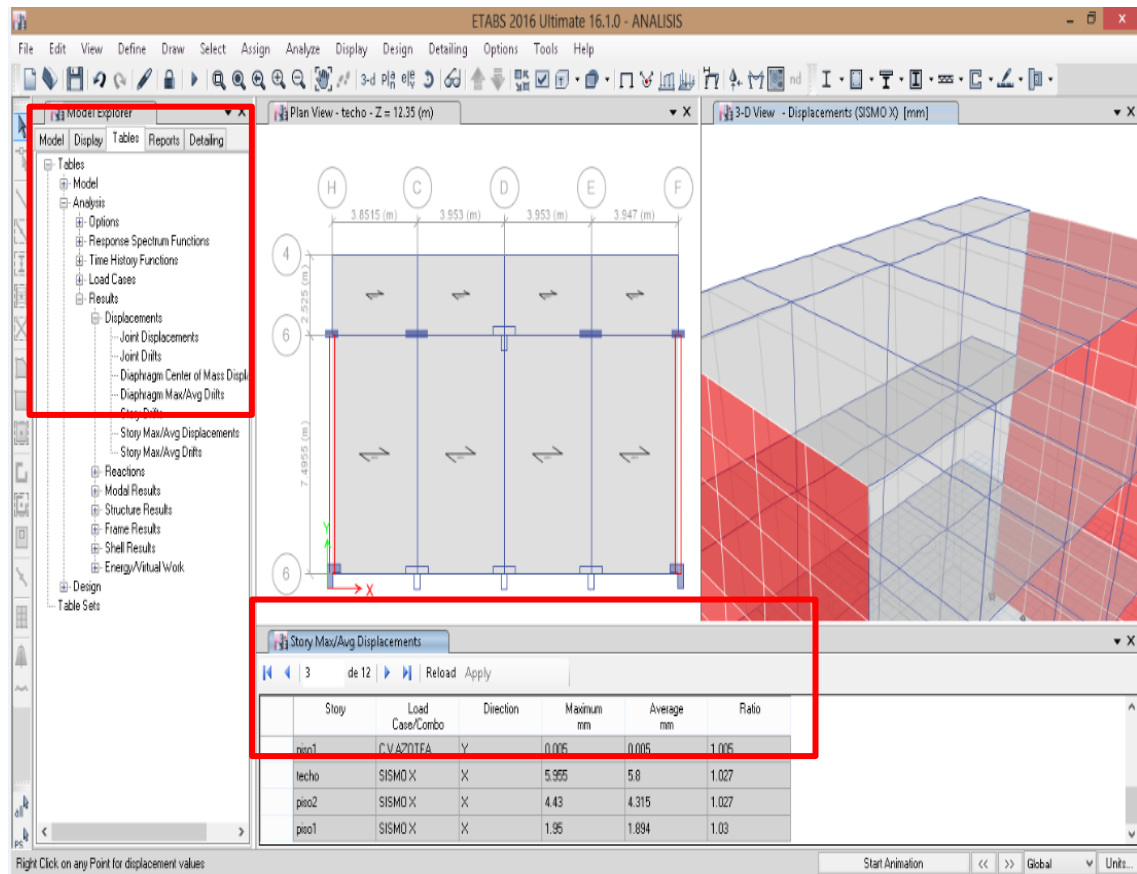 ETABS 2016 Ultimate 16.1.0 - ANALISIS
File Edit View Define Draw Select Assign Analyze Display Design Detailing Options Tools Help
3-d nd
Model Explorer
Model Display Tables Reports Detailing
Tables
Model
Analysis
Options
Response Spectrum Functions
Time History Functions
Load Cases
Results
Displacements
Joint Displacements
Joint Drifts
Diaphragm Center of Mass Displa
Diaphragm Max/Avg Drifts
Story Drifts
Story Max/Avg Displacements
Story Max/Avg Drifts
Reactions
Modal Results
Structure Results
Frame Results
Shell Results
Energy/Virtual Work
Design
Table Sets
all
PS
Plan View - techo - Z = 12.35 (m)
H C D E F
3.8515 (m) 3.953 (m) 3.953 (m) 3.947 (m)
4
2.525 (m)
6
7.4955 (m)
6
Y
X
3-D View - Displacements (SISMO X) [mm]
Story Max/Avg Displacements
3 de 12 Reload Apply
Story Load Case/Combo Direction Maximum mm Average mm Ratio
piso1 C.V.AZOTEA Y 0.005 0.005 1.005
techo SISMO X X 5.955 5.8 1.027
piso2 SISMO X X 4.43 4.315 1.027
piso1 SISMO X X 1.95 1.894 1.03
Right Click on any Point for displacement values Start Animation << >> Global Units...